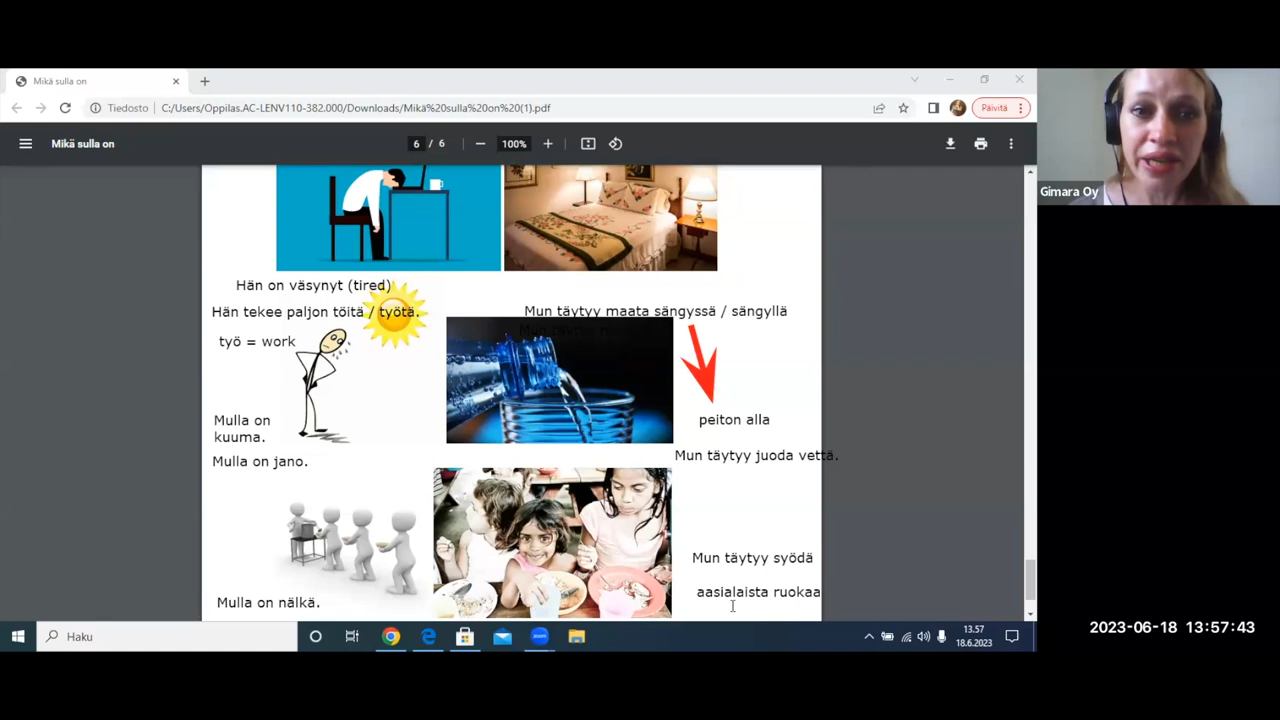 Mikä sulla on
Tiedosto
C:/Users/Oppilas.AC-LENV110-382.000/Downloads/Mikä%20sulla%20on%20(1).pdf
Päivitä
Mikä sulla on
6 / 6
100%
Gimara Oy
Hän on väsynyt (tired)
Hän tekee paljon töitä / työtä.
työ = work
Mun täytyy maata sängyssä / sängyllä
peiton alla
Mulla on
kuuma.
Mulla on jano.
Mun täytyy juoda vettä.
Mun täytyy syödä
aasialaista ruokaa
Mulla on nälkä.
Haku
zoom
13.57
18.6.2023
2023-06-18 13:57:43